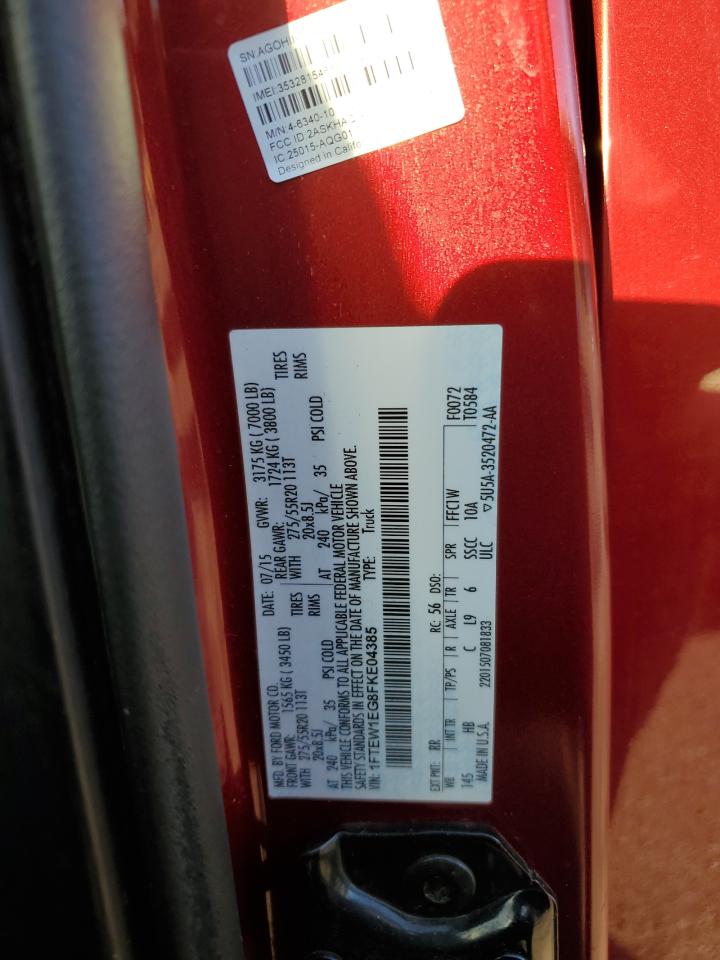 SN:AGOH
IMEI:35328154
M/N:4-6340-10
FCC ID:2ASKHA
IC:25015-AQG01
Designed in Califo
MFD. BY FORD MOTOR CO. DATE: 07/15 GVWR: 3175 KG ( 7000 LB)
FRONT GAWR: 1565 KG ( 3450 LB) REAR GAWR: 1724 KG ( 3800 LB)
WITH 275/55R20 113T TIRES WITH 275/55R20 113T TIRES
20x8.5J RIMS 20x8.5J RIMS
AT 240 kPa/ 35 PSI COLD AT 240 kPa/ 35 PSI COLD
THIS VEHICLE CONFORMS TO ALL APPLICABLE FEDERAL MOTOR VEHICLE
SAFETY STANDARDS IN EFFECT ON THE DATE OF MANUFACTURE SHOWN ABOVE.
VIN: 1FTEW1EG8FKE04385 TYPE: Truck
EXT PNT: RR RC: 56 DSO: FFC1W F0072
WB INT TR TP/PS R AXLE TR SPR T0584
145 HB C L9 6 SSCC 10A
MADE IN U.S.A. 2201507081833 ULC ▽5U5A-3520472-AA